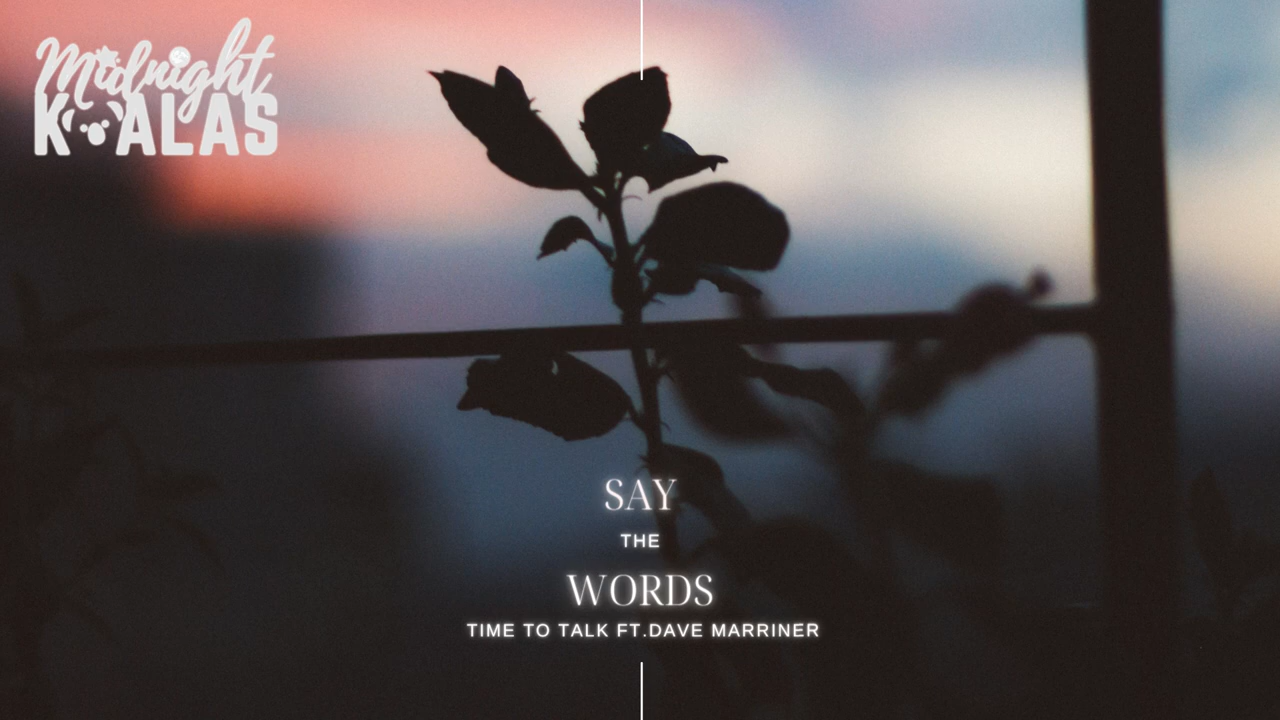 Midnight
KOALAS
SAY
THE
WORDS
TIME TO TALK FT.DAVE MARRINER